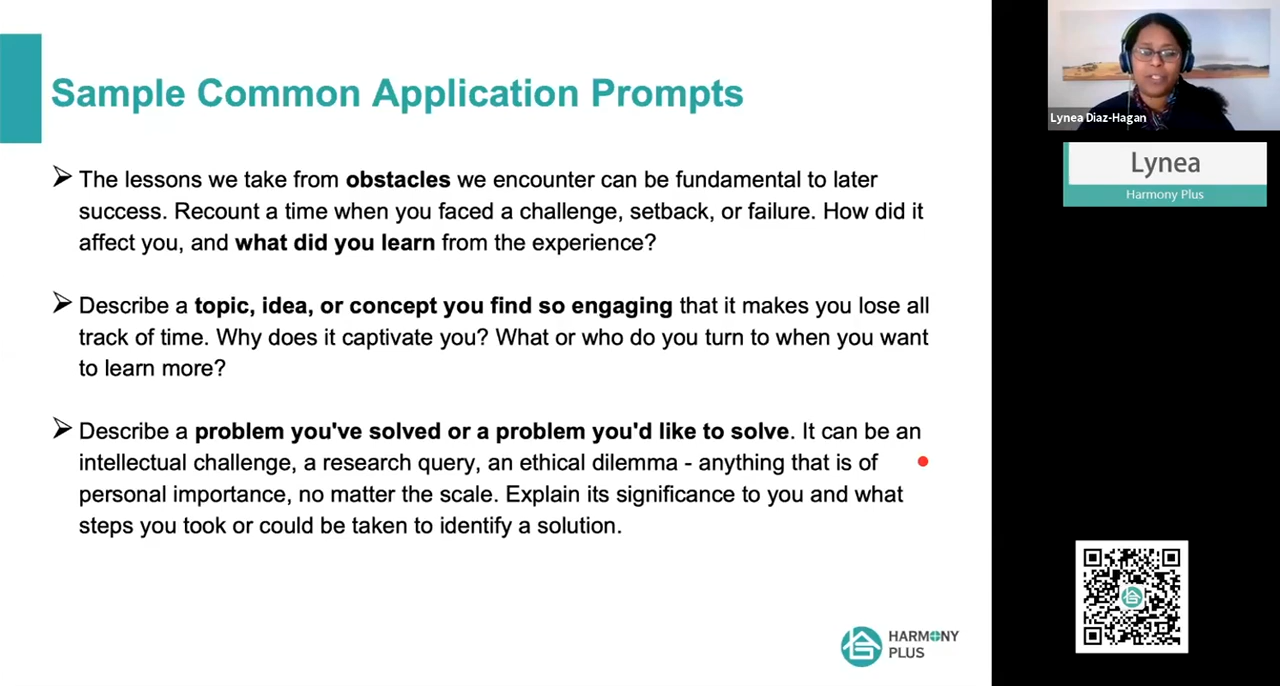 Sample Common Application Prompts
The lessons we take from obstacles we encounter can be fundamental to later
success. Recount a time when you faced a challenge, setback, or failure. How did it
affect you, and what did you learn from the experience?
Describe a topic, idea, or concept you find so engaging that it makes you lose all
track of time. Why does it captivate you? What or who do you turn to when you want
to learn more?
Describe a problem you've solved or a problem you'd like to solve. It can be an
intellectual challenge, a research query, an ethical dilemma - anything that is of
personal importance, no matter the scale. Explain its significance to you and what
steps you took or could be taken to identify a solution.
HARMONY
PLUS
Lynea Diaz-Hagan
Lynea
Harmony Plus